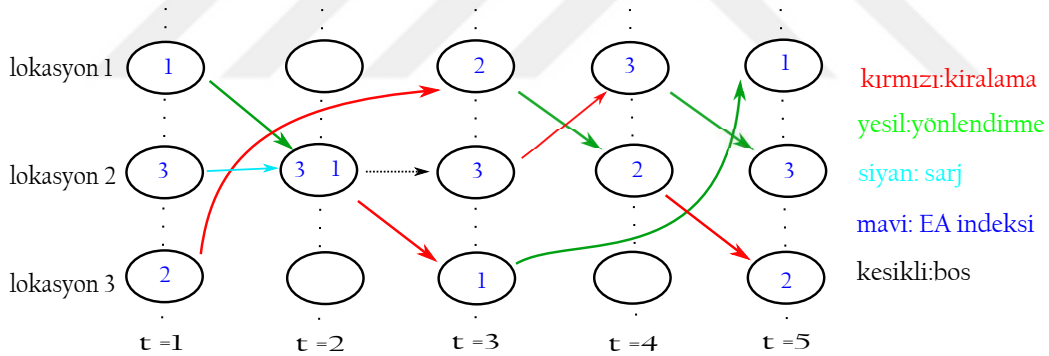 lokasyon 1 1 2 3 1
kırmızı:kiralama
yesil:yönlendirme
lokasyon 2 3 3 1 3 2 3
siyan: sarj
mavi: EA indeksi
lokasyon 3 2 1 2
kesikli:bos
t =1 t =2 t =3 t =4 t =5